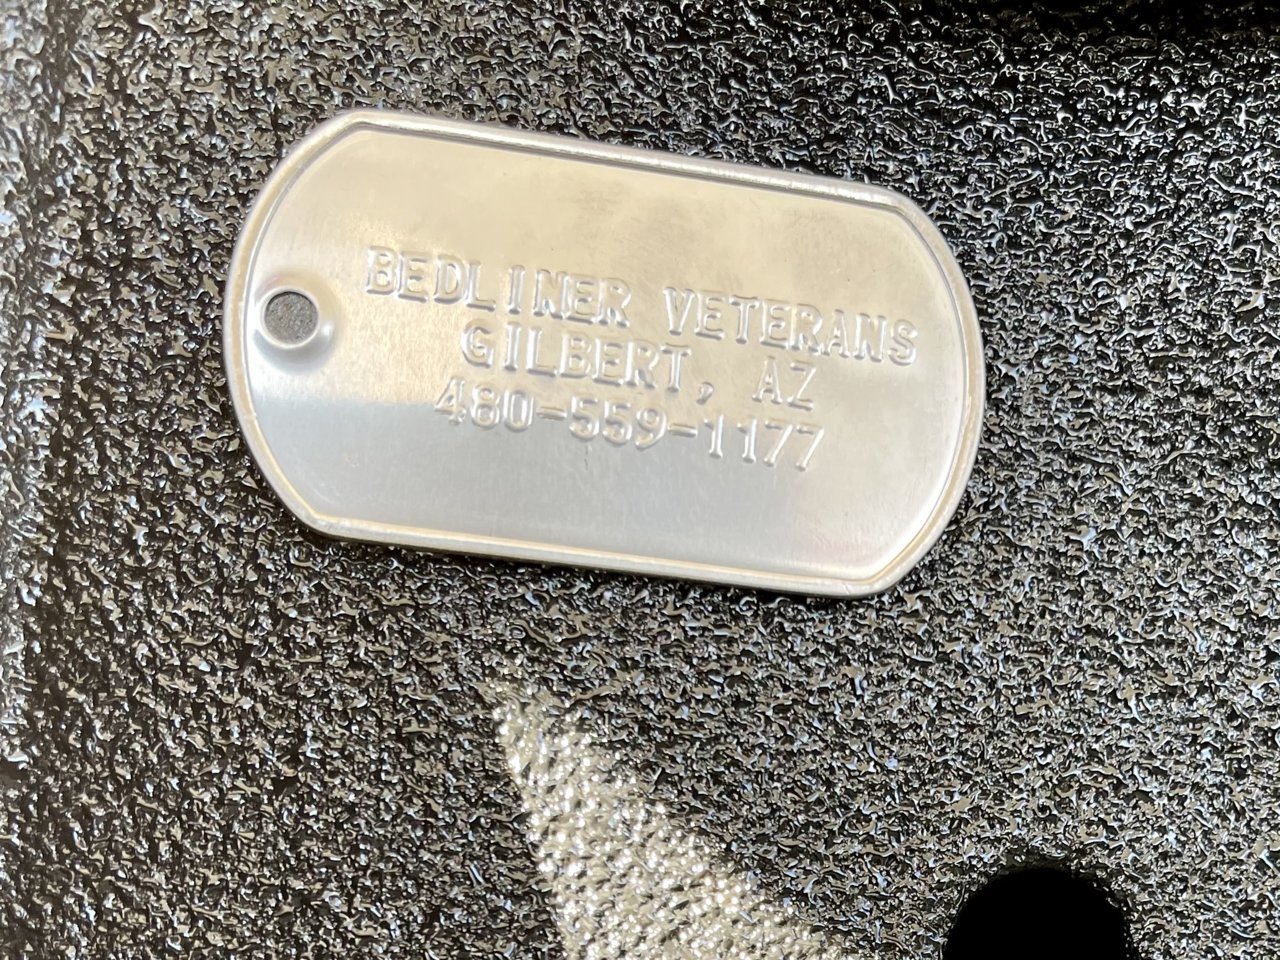 BEDLINER VETERANS
GILBERT, AZ
480-559-1177